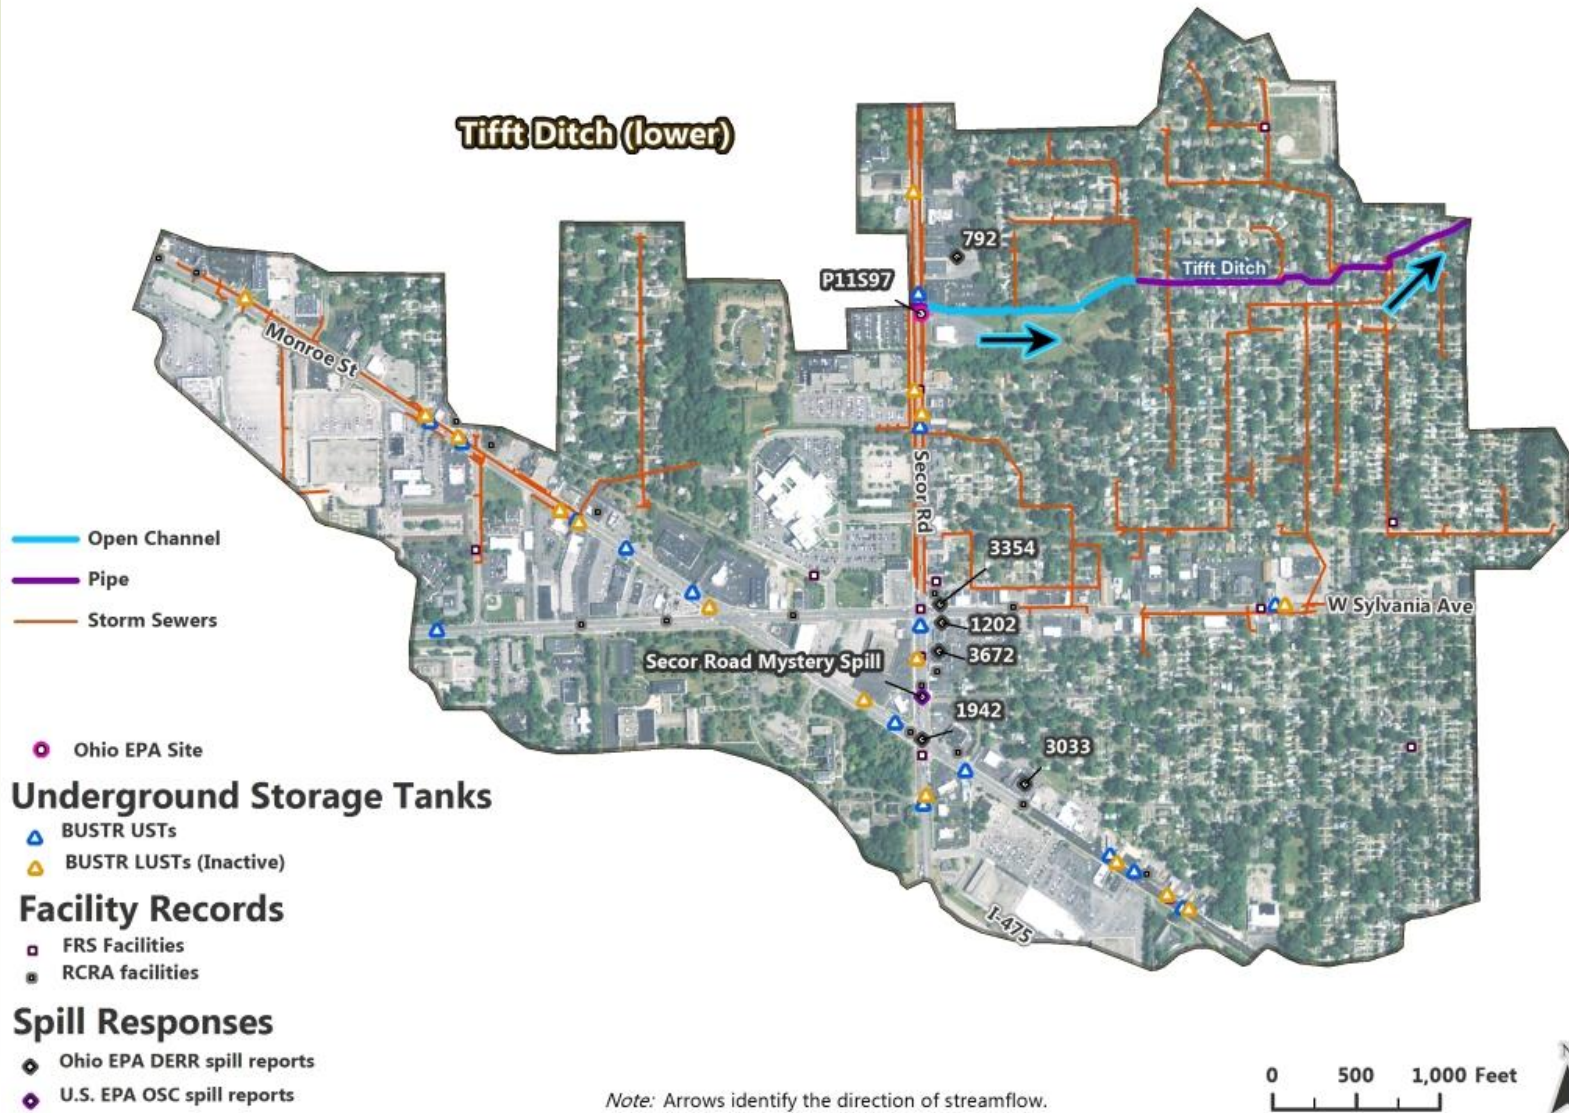 Tifft Ditch (lower)
792
P11S97
Tifft Ditch
Monroe St
Secor Rd
Open Channel
Pipe
Storm Sewers
3354
W Sylvania Ave
1202
3672
Secor Road Mystery Spill
1942
3033
I-475
Ohio EPA Site
Underground Storage Tanks
BUSTR USTs
BUSTR LUSTs (Inactive)
Facility Records
FRS Facilities
RCRA facilities
Spill Responses
Ohio EPA DERR spill reports
U.S. EPA OSC spill reports
Note: Arrows identify the direction of streamflow.
0 500 1,000 Feet
N